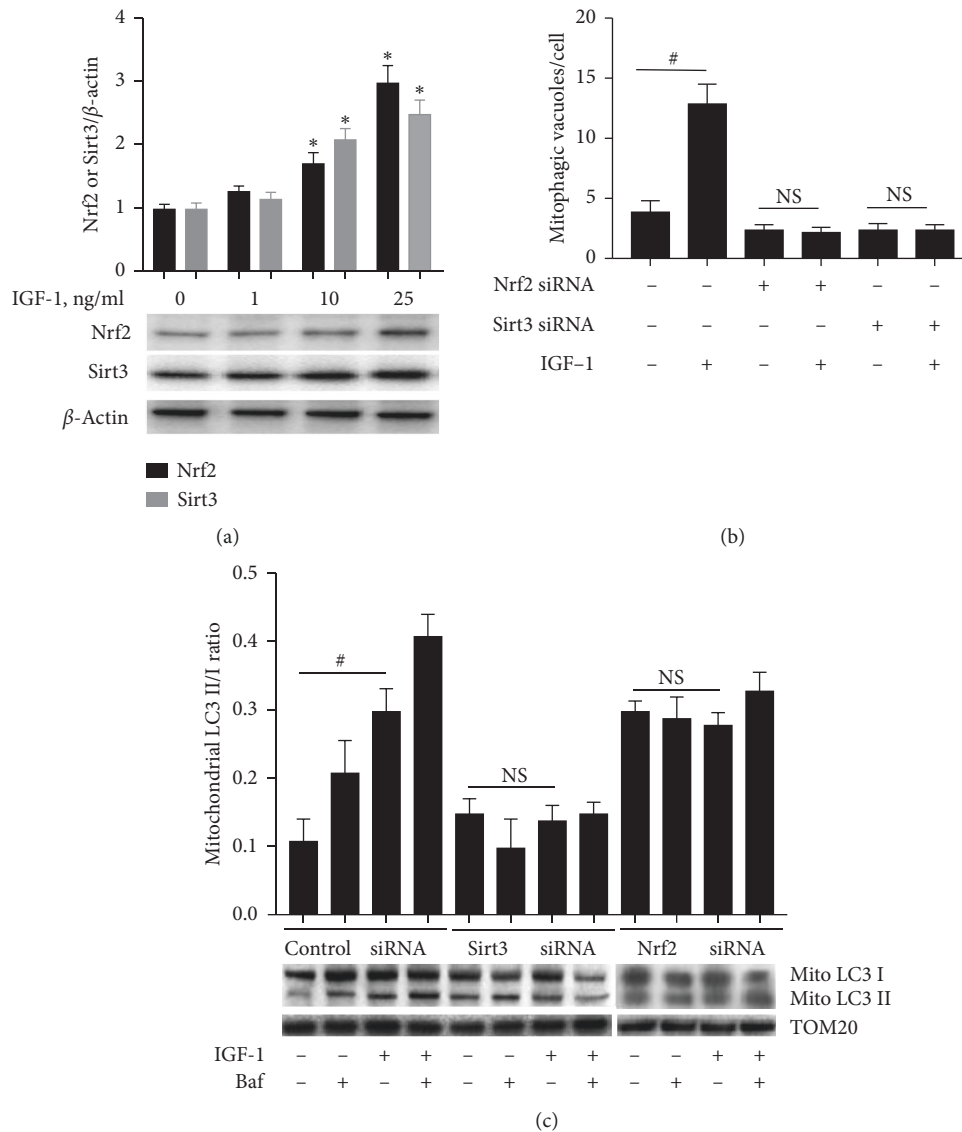 4
3
2
1
0
Nrf2 or Sirt3/β-actin
* * * *
IGF-1, ng/ml 0 1 10 25
Nrf2
Sirt3
β-Actin
Nrf2
Sirt3
(a)
20
15
10
5
0
Mitophagic vacuoles/cell
#
NS NS
Nrf2 siRNA – – + + – –
Sirt3 siRNA – – – – + +
IGF–1 – + – + – +
(b)
0.5
0.4
0.3
0.2
0.1
0.0
Mitochondrial LC3 II/I ratio
# NS NS
Control siRNA Sirt3 siRNA Nrf2 siRNA
Mito LC3 I
Mito LC3 II
TOM20
IGF-1 – – + + – – + + – – + +
Baf – + – + – + – + – + – +
(c)